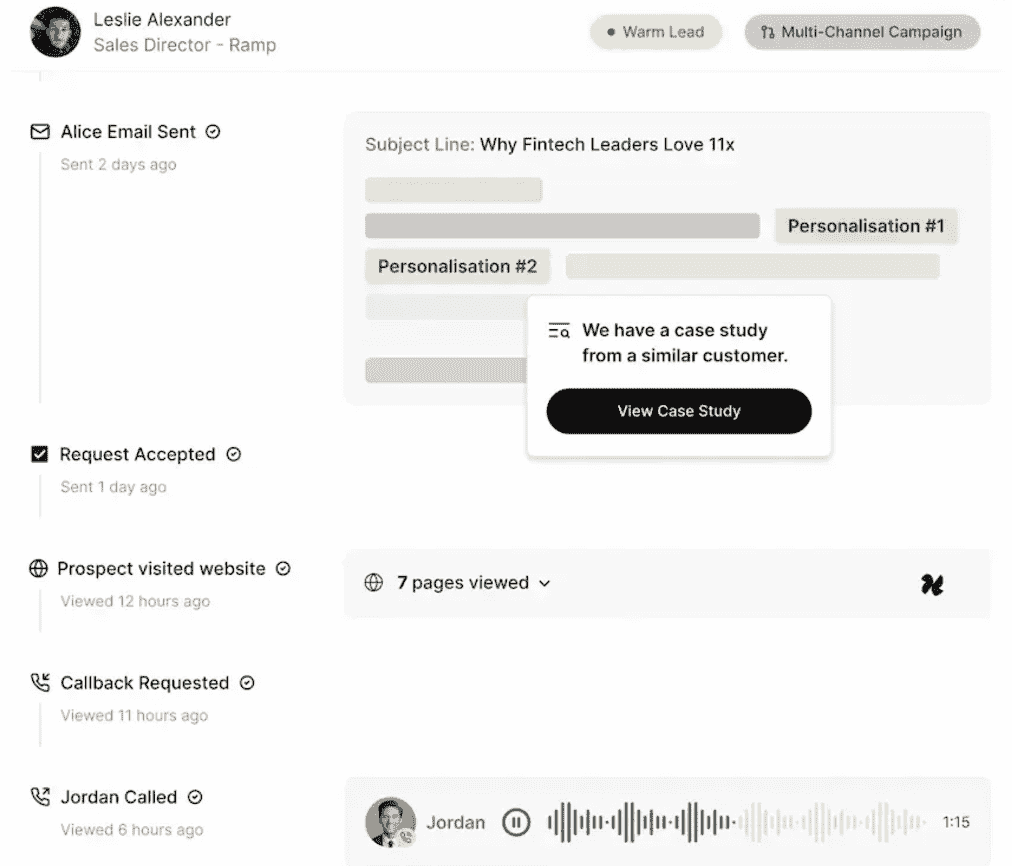 Leslie Alexander
Sales Director - Ramp
Warm Lead
Multi-Channel Campaign
Alice Email Sent
Sent 2 days ago
Subject Line: Why Fintech Leaders Love 11x
Personalisation #1
Personalisation #2
We have a case study
from a similar customer.
View Case Study
Request Accepted
Sent 1 day ago
Prospect visited website
Viewed 12 hours ago
7 pages viewed
Callback Requested
Viewed 11 hours ago
Jordan Called
Viewed 6 hours ago
Jordan
1:15